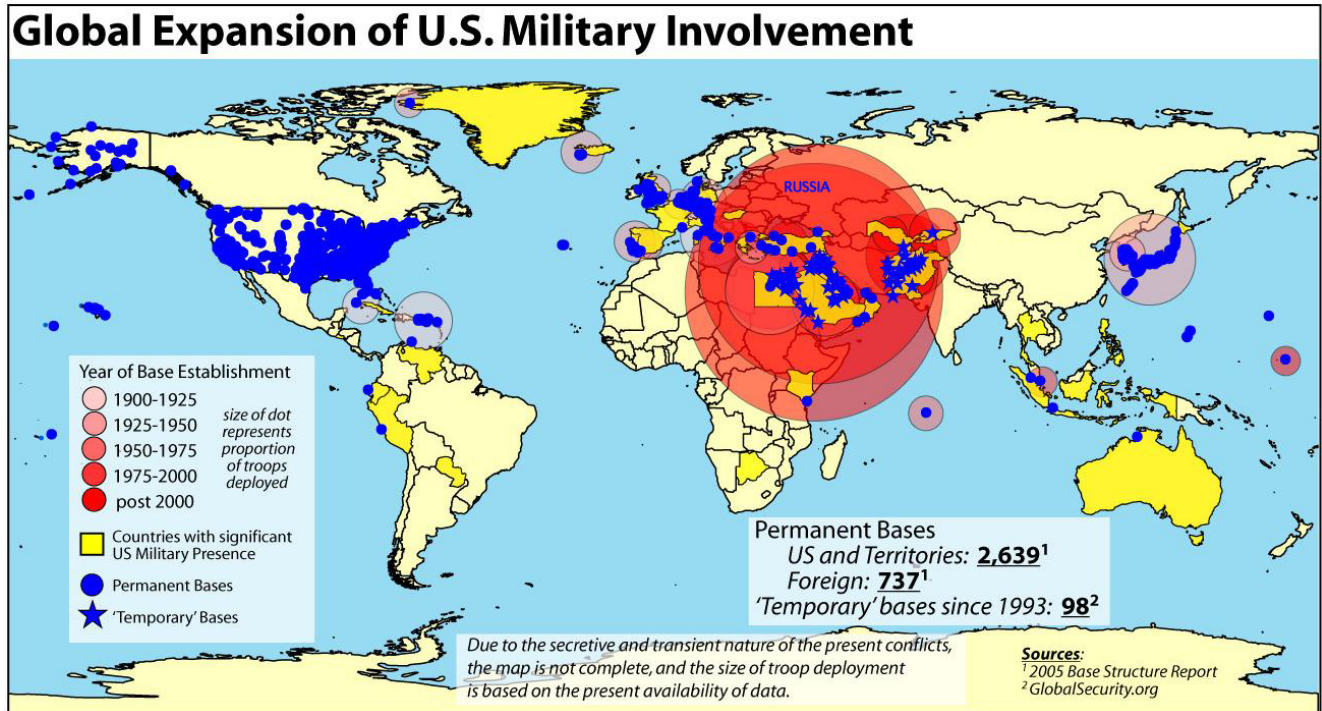 Global Expansion of U.S. Military Involvement
RUSSIA
Year of Base Establishment
1900-1925
1925-1950
1950-1975
1975-2000
post 2000
size of dot
represents
proportion
of troops
deployed
Countries with significant
US Military Presence
Permanent Bases
'Temporary' Bases
Permanent Bases
US and Territories: 2,639¹
Foreign: 737¹
'Temporary' bases since 1993: 98²
Due to the secretive and transient nature of the present conflicts,
the map is not complete, and the size of troop deployment
is based on the present availability of data.
Sources:
¹ 2005 Base Structure Report
² GlobalSecurity.org